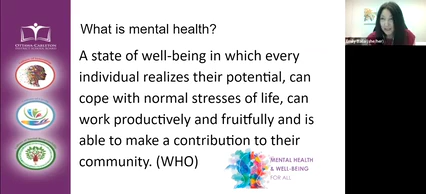 What is mental health?
A state of well-being in which every
individual realizes their potential, can
cope with normal stresses of life, can
work productively and fruitfully and is
able to make a contribution to their
community. (WHO)
MENTAL HEALTH
& WELL-BEING
FOR ALL
OTTAWA-CARLETON